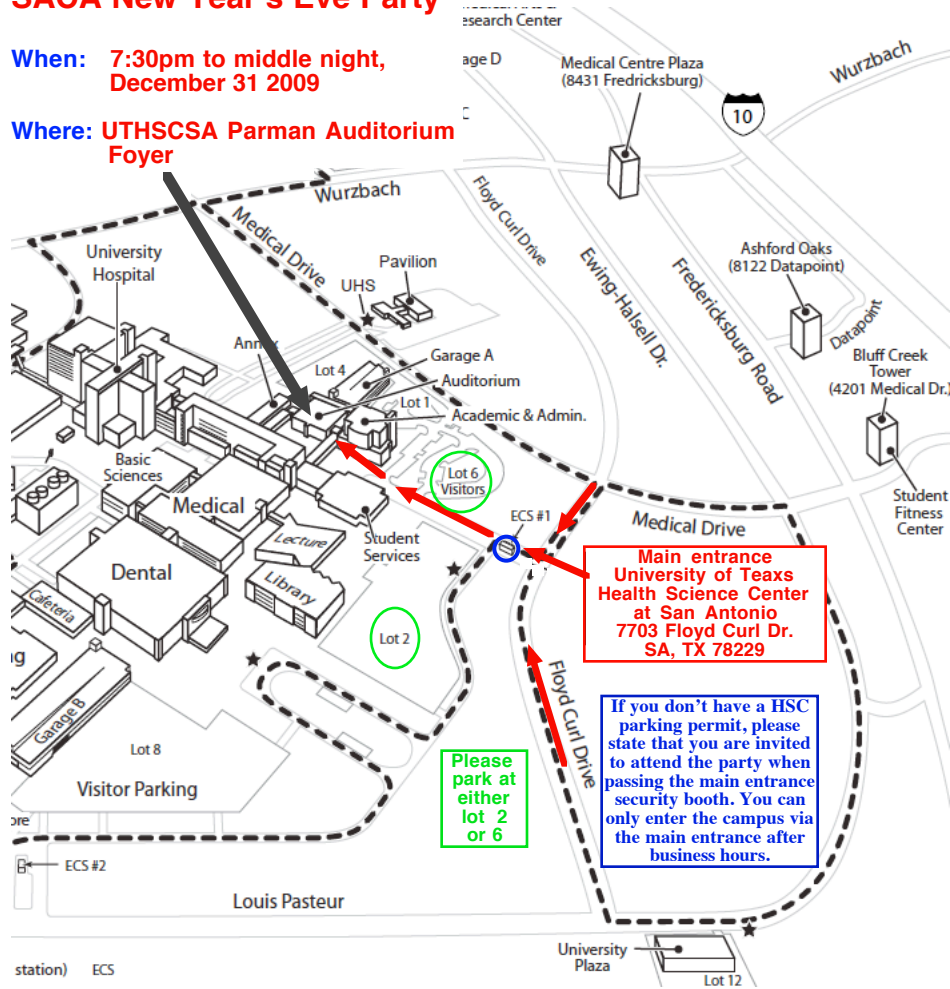 SACA New Year's Eve Party
When: 7:30pm to middle night,
December 31 2009
Where: UTHSCSA Parman Auditorium
Foyer
esearch Center
age D
Medical Centre Plaza
(8431 Fredricksburg)
Wurzbach
10
Wurzbach
Floyd Curl Drive
Medical Drive
University
Hospital
Pavilion
UHS
Ewing-Halsell Dr.
Fredericksburg Road
Ashford Oaks
(8122 Datapoint)
Datapoint
Bluff Creek
Tower
(4201 Medical Dr.)
Annex
Lot 4
Garage A
Auditorium
Lot 1
Academic & Admin.
Basic
Sciences
Medical
Lot 6
Visitors
ECS #1
Student
Fitness
Center
Lecture
Student
Services
Medical Drive
Dental
Library
Cafeteria
Main entrance
University of Teaxs
Health Science Center
at San Antonio
7703 Floyd Curl Dr.
SA, TX 78229
Lot 2
g
Garage B
Floyd Curl Drive
If you don't have a HSC
parking permit, please
state that you are invited
to attend the party when
passing the main entrance
security booth. You can
only enter the campus via
the main entrance after
business hours.
Lot 8
Visitor Parking
Please
park at
either
lot 2
or 6
ore
ECS #2
Louis Pasteur
University
Plaza
Lot 12
station) ECS